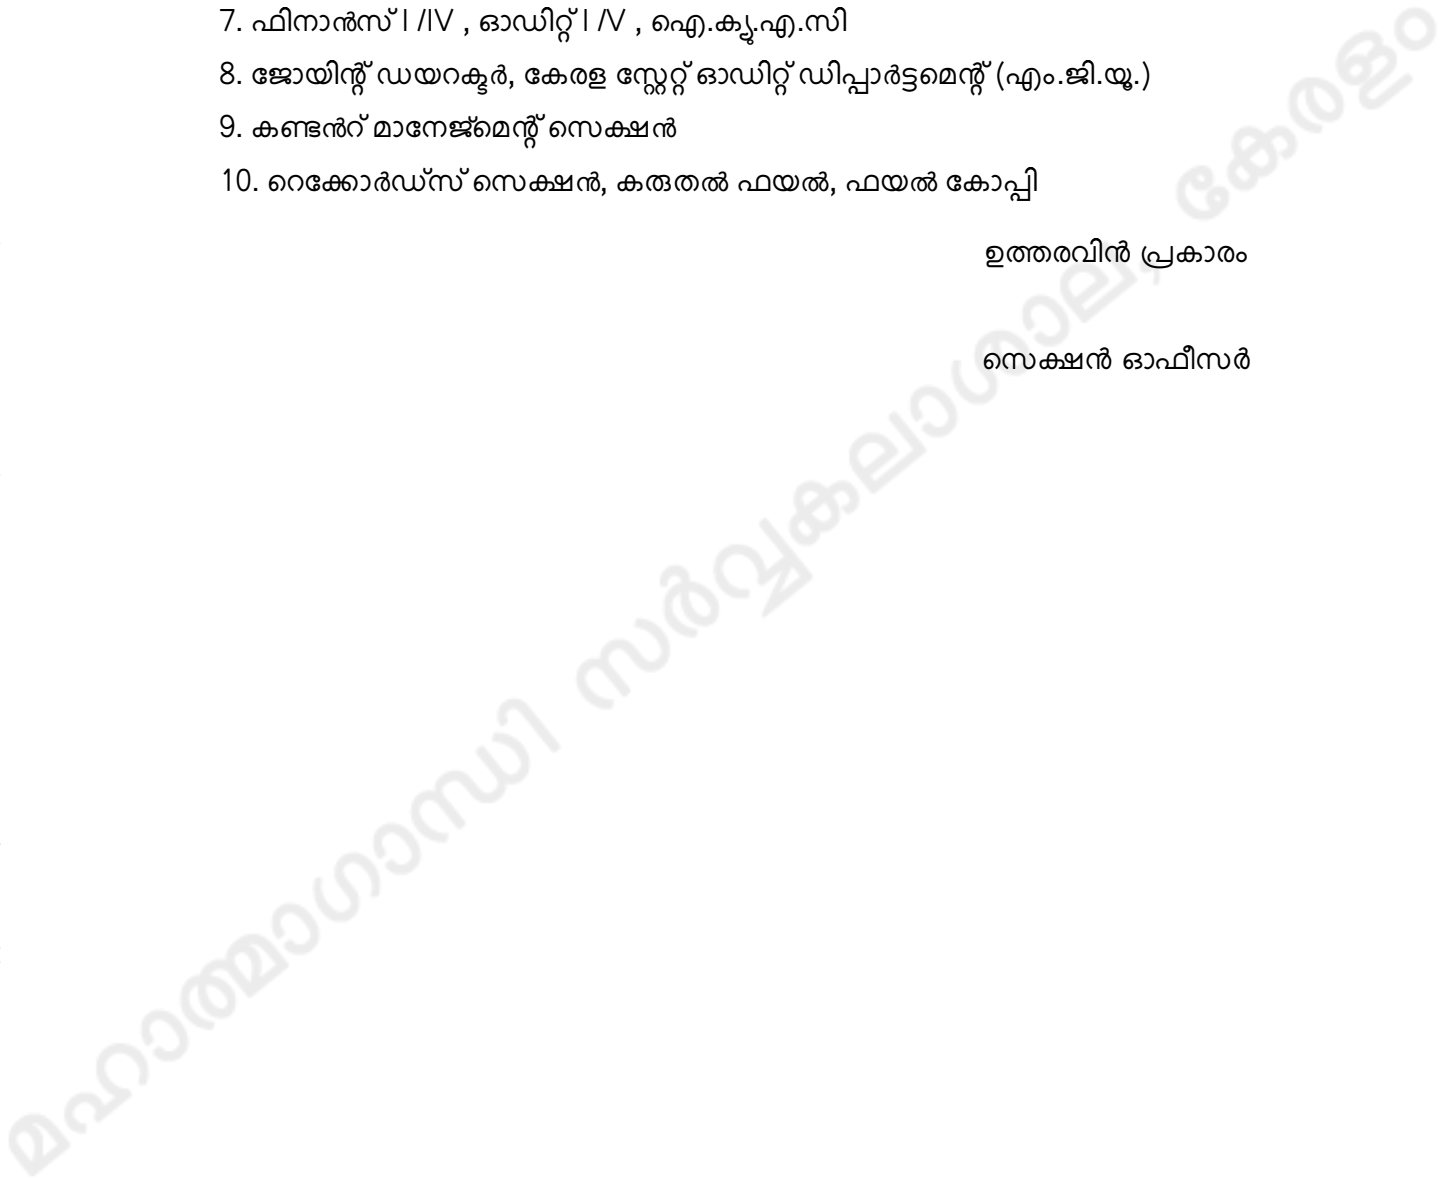 7. ഫിനാൻസ് I /IV , ഓഡിറ്റ് I /V , ഐ.ക്യു.എ.സി
8. ജോയിന്റ് ഡയറക്ടർ, കേരള സ്റ്റേറ്റ് ഓഡിറ്റ് ഡിപ്പാർട്ടമെന്റ് (എം.ജി.യൂ.)
9. കണ്ടൻറ് മാനേജ്മെന്റ് സെക്ഷൻ
10. റെക്കോർഡ്സ് സെക്ഷൻ, കരുതൽ ഫയൽ, ഫയൽ കോപ്പി
ഉത്തരവിൻ പ്രകാരം
സെക്ഷൻ ഓഫീസർ
മഹാത്മാഗാന്ധി സർവ്വകലാശാല, കേരളം